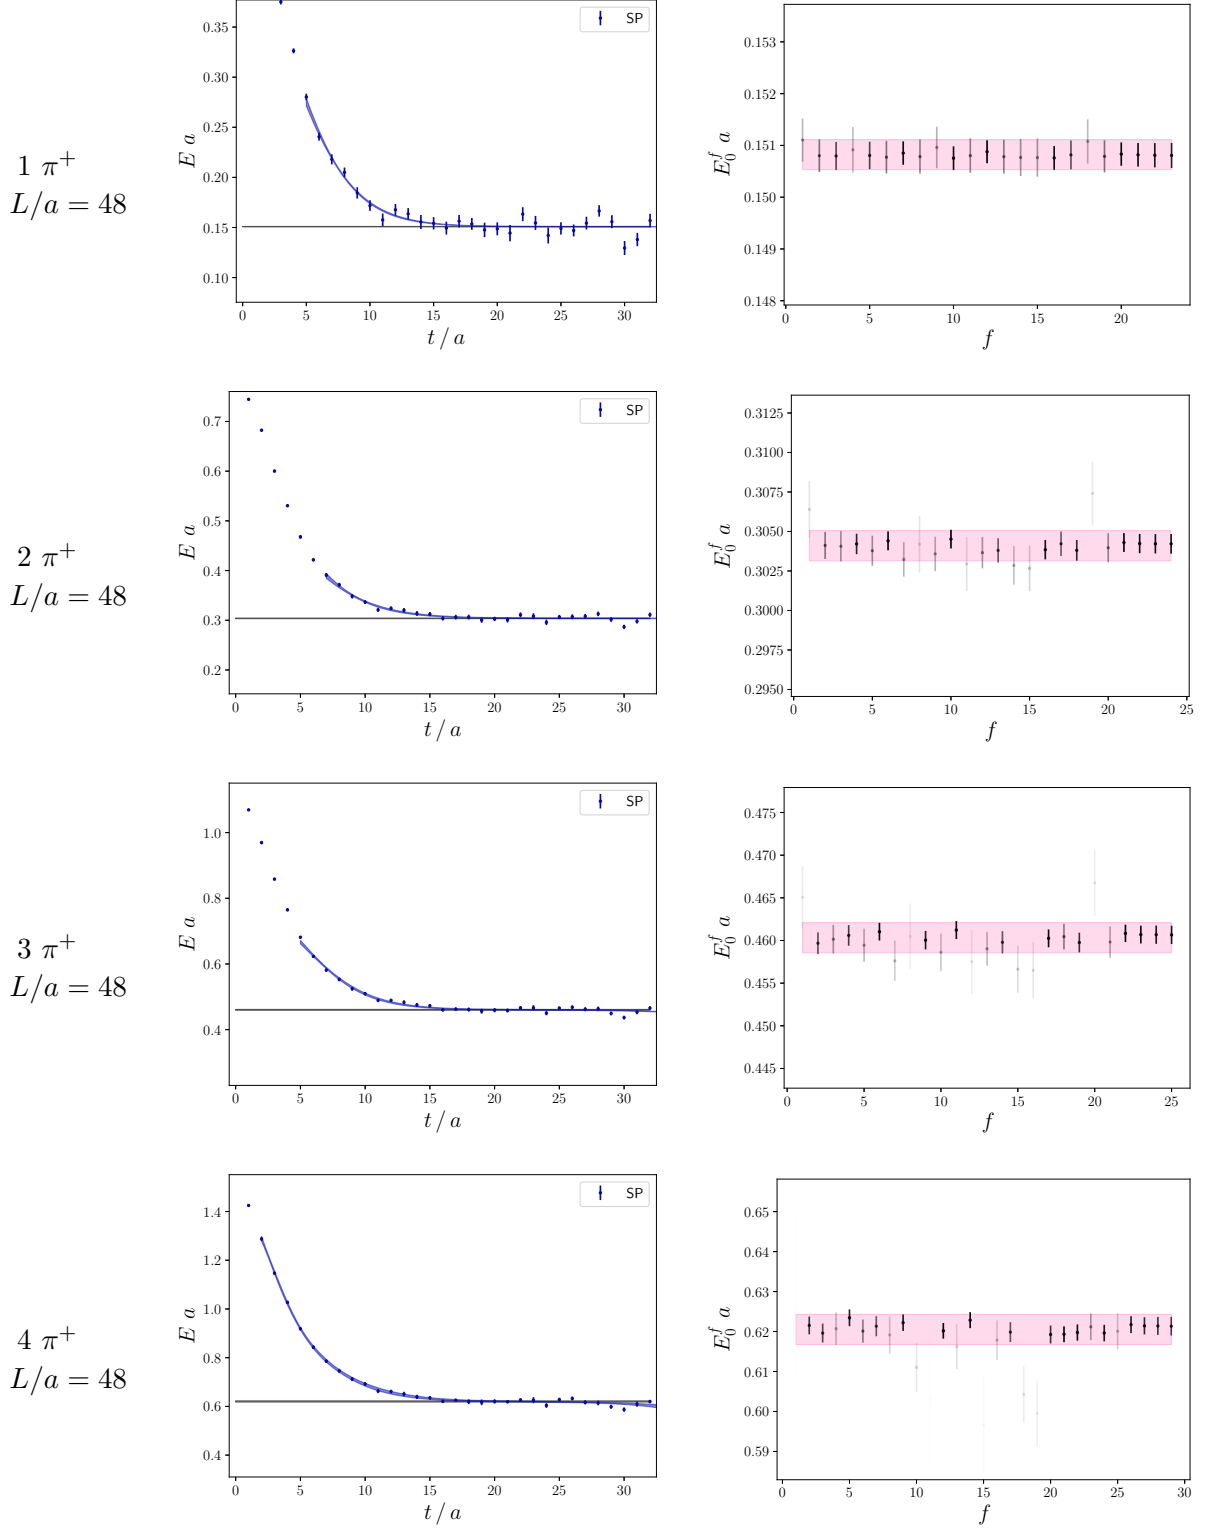 1 π⁺
L/a = 48
0.35
0.30
0.25
0.20
0.15
0.10
E a
0 5 10 15 20 25 30
t / a
SP
0.153
0.152
0.151
0.150
0.149
0.148
E₀ᶠ a
0 5 10 15 20
f
2 π⁺
L/a = 48
0.7
0.6
0.5
0.4
0.3
0.2
E a
0 5 10 15 20 25 30
t / a
SP
0.3125
0.3100
0.3075
0.3050
0.3025
0.3000
0.2975
0.2950
E₀ᶠ a
0 5 10 15 20 25
f
3 π⁺
L/a = 48
1.0
0.8
0.6
0.4
E a
0 5 10 15 20 25 30
t / a
SP
0.475
0.470
0.465
0.460
0.455
0.450
0.445
E₀ᶠ a
0 5 10 15 20 25
f
4 π⁺
L/a = 48
1.4
1.2
1.0
0.8
0.6
0.4
E a
0 5 10 15 20 25 30
t / a
SP
0.65
0.64
0.63
0.62
0.61
0.60
0.59
E₀ᶠ a
0 5 10 15 20 25 30
f